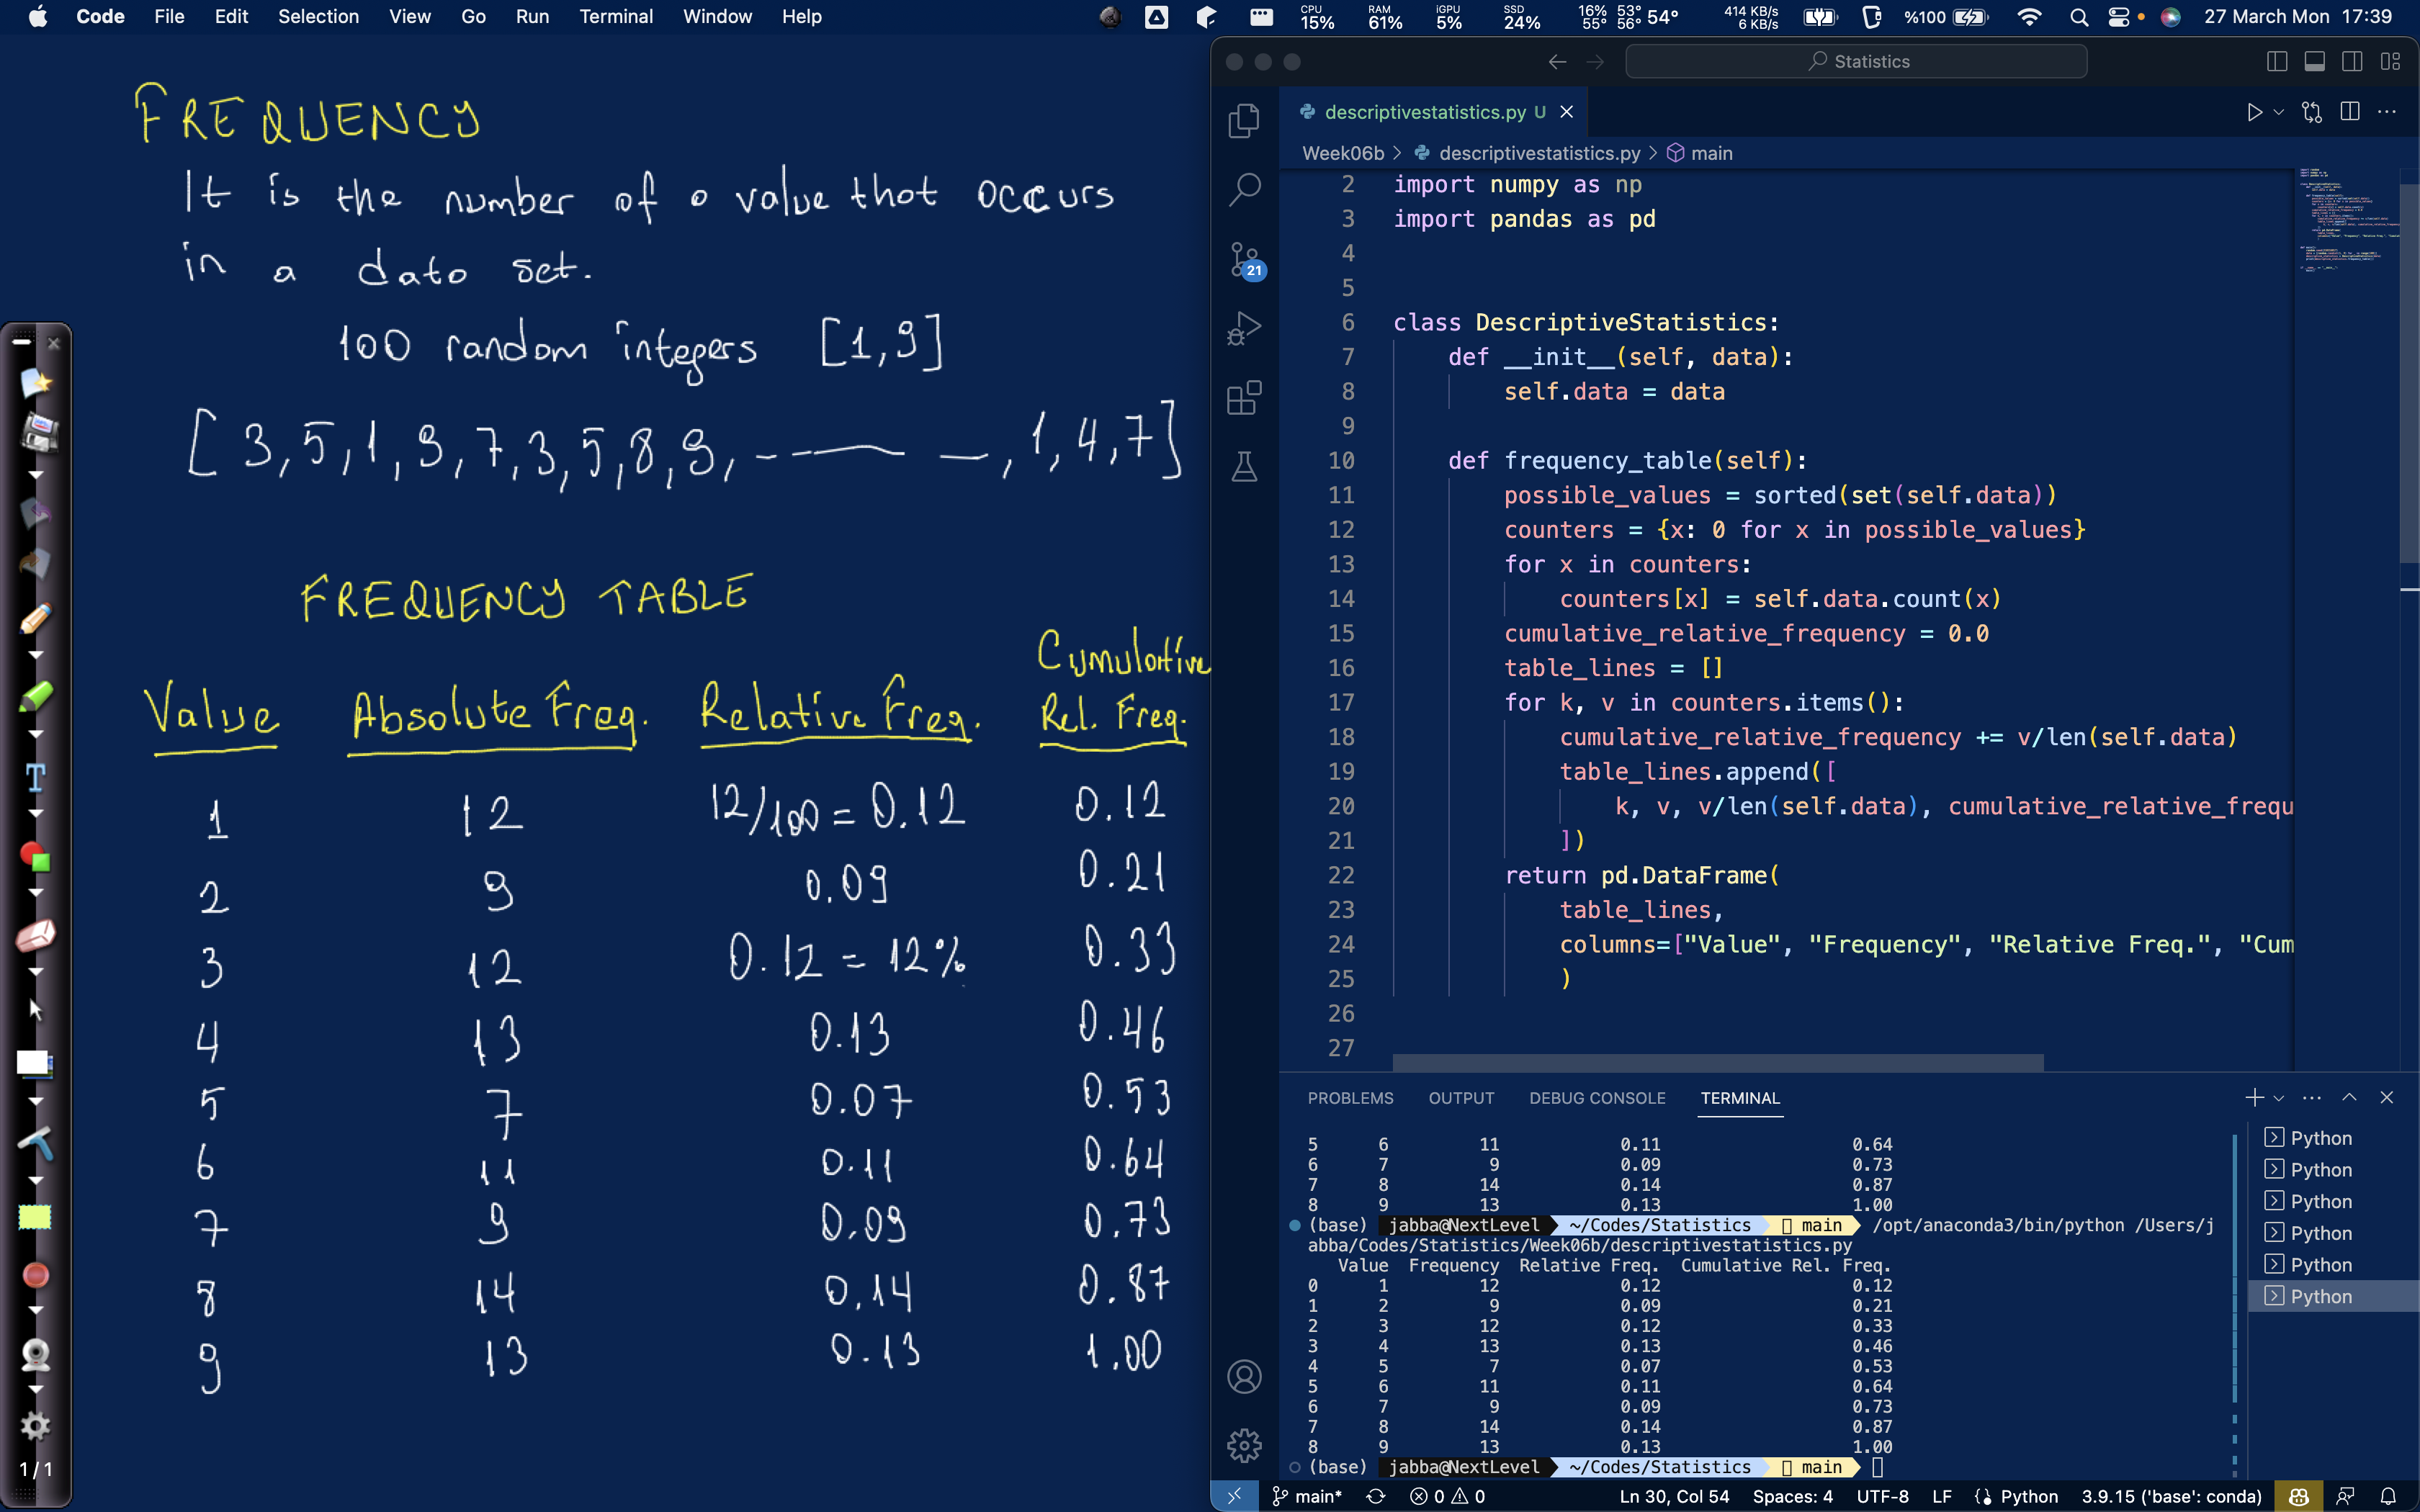 Code File Edit Selection View Go Run Terminal Window Help
CPU 15% RAM 61% iGPU 5% SSD 24% 16% 55° 53° 56° 54° 414 KB/s 6 KB/s %100 27 March Mon 17:39
FREQUENCY
It is the number of a value that occurs
in a data set.
100 random integers [1,9]
[3,5,1,9,7,3,5,8,9,-----,1,4,7]
FREQUENCY TABLE
Value Absolute Freq. Relative Freq. Cumulative Rel. Freq.
1 12 12/100 = 0.12 0.12
2 9 0.09 0.21
3 12 0.12 = 12% 0.33
4 13 0.13 0.46
5 7 0.07 0.53
6 11 0.11 0.64
7 9 0.09 0.73
8 14 0.14 0.87
9 13 0.13 1.00
1/1
Statistics
descriptivestatistics.py U
Week06b > descriptivestatistics.py > main
21
2 import numpy as np
3 import pandas as pd
4
5
6 class DescriptiveStatistics:
7 def __init__(self, data):
8 self.data = data
9
10 def frequency_table(self):
11 possible_values = sorted(set(self.data))
12 counters = {x: 0 for x in possible_values}
13 for x in counters:
14 counters[x] = self.data.count(x)
15 cumulative_relative_frequency = 0.0
16 table_lines = []
17 for k, v in counters.items():
18 cumulative_relative_frequency += v/len(self.data)
19 table_lines.append([
20 k, v, v/len(self.data), cumulative_relative_frequ
21 ])
22 return pd.DataFrame(
23 table_lines,
24 columns=["Value", "Frequency", "Relative Freq.", "Cum
25 )
26
27
PROBLEMS OUTPUT DEBUG CONSOLE TERMINAL
5 6 11 0.11 0.64
6 7 9 0.09 0.73
7 8 14 0.14 0.87
8 9 13 0.13 1.00
(base) jabba@NextLevel ~/Codes/Statistics main /opt/anaconda3/bin/python /Users/j
abba/Codes/Statistics/Week06b/descriptivestatistics.py
Value Frequency Relative Freq. Cumulative Rel. Freq.
0 1 12 0.12 0.12
1 2 9 0.09 0.21
2 3 12 0.12 0.33
3 4 13 0.13 0.46
4 5 7 0.07 0.53
5 6 11 0.11 0.64
6 7 9 0.09 0.73
7 8 14 0.14 0.87
8 9 13 0.13 1.00
(base) jabba@NextLevel ~/Codes/Statistics main
Python
Python
Python
Python
Python
Python
main* 0 0 Ln 30, Col 54 Spaces: 4 UTF-8 LF Python 3.9.15 ('base': conda)